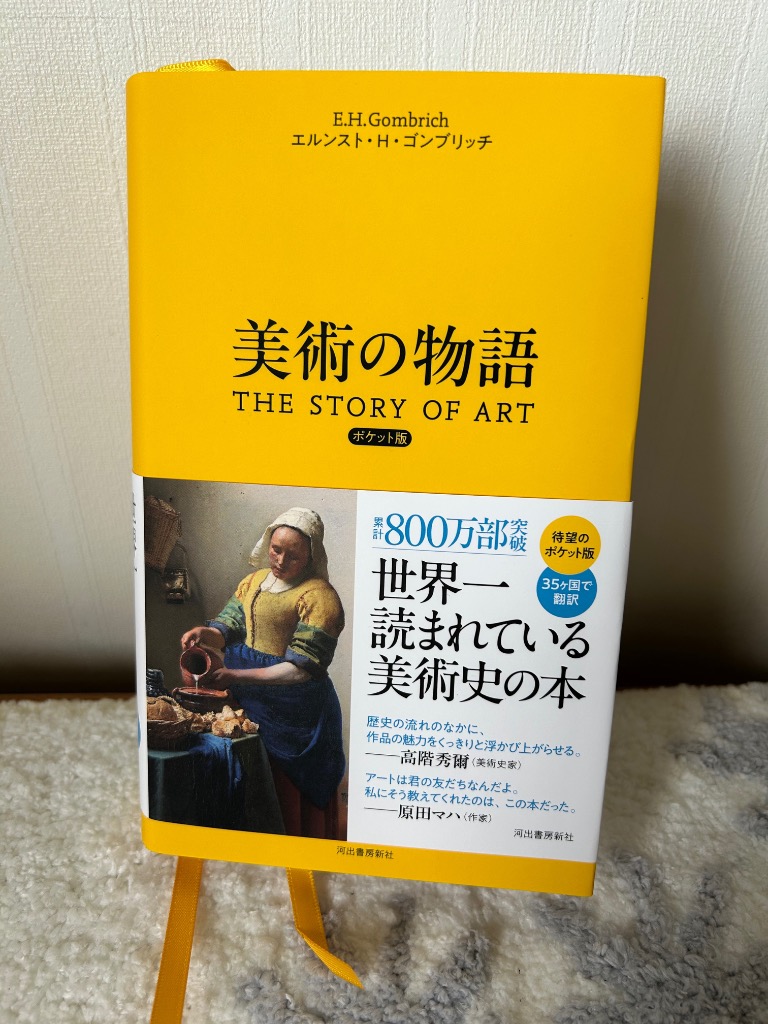 E.H.Gombrich
エルンスト・H・ゴンブリッチ
美術の物語
THE STORY OF ART
ポケット版
累計800万部突破
待望の
ポケット版
35ヶ国で
翻訳
世界一
読まれている
美術史の本
歴史の流れのなかに、
作品の魅力をくっきりと浮かび上がらせる。
──高階秀爾（美術史家）
アートは君の友だちなんだよ。
私にそう教えてくれたのは、この本だった。
──原田マハ（作家）
河出書房新社
河出書房新社